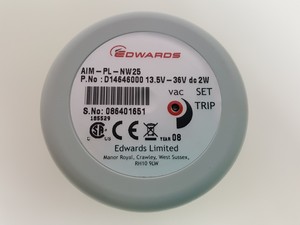 EDWARDS
AIM-PL-NW25
P.No : D14646000 13.5V-36V dc 2W
vac SET
TRIP
S.No: 086401651
YEAR 08
Edwards Limited
Manor Royal, Crawley, West Sussex,
RH10 9LW